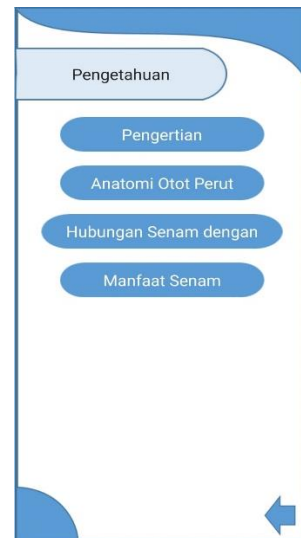 Pengetahuan
Pengertian
Anatomi Otot Perut
Hubungan Senam dengan
Manfaat Senam